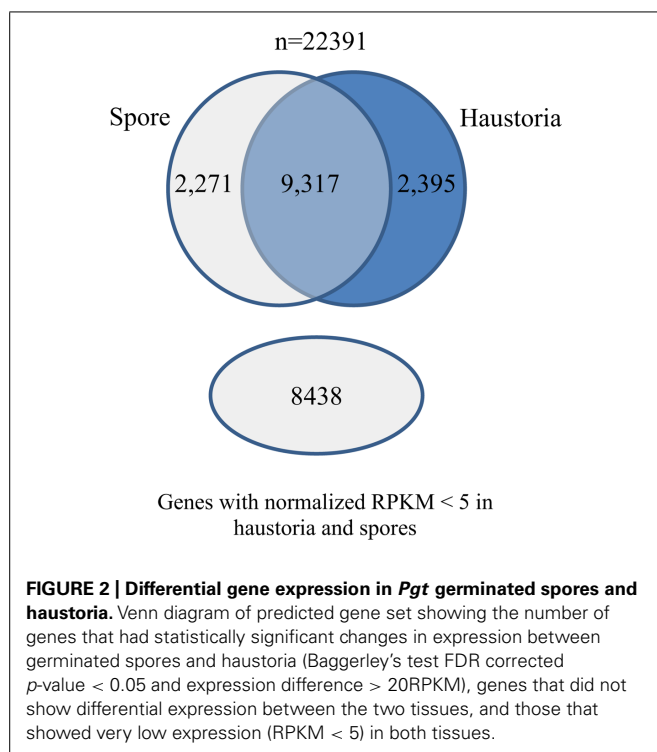 n=22391
Spore
Haustoria
2,271
9,317
2,395
8438
Genes with normalized RPKM < 5 in
haustoria and spores
FIGURE 2 | Differential gene expression in Pgt germinated spores and
haustoria. Venn diagram of predicted gene set showing the number of
genes that had statistically significant changes in expression between
germinated spores and haustoria (Baggerley's test FDR corrected
p-value < 0.05 and expression difference > 20RPKM), genes that did not
show differential expression between the two tissues, and those that
showed very low expression (RPKM < 5) in both tissues.